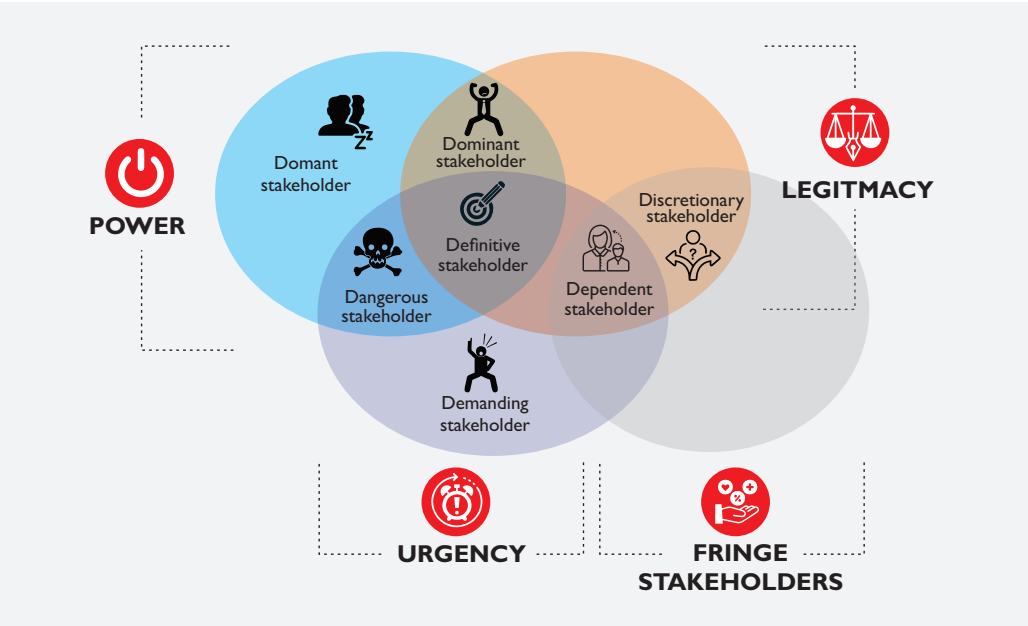 Domant
stakeholder
Dominant
stakeholder
POWER
LEGITMACY
Discretionary
stakeholder
Definitive
stakeholder
Dangerous
stakeholder
Dependent
stakeholder
Demanding
stakeholder
URGENCY
FRINGE
STAKEHOLDERS
zz
?
!
%